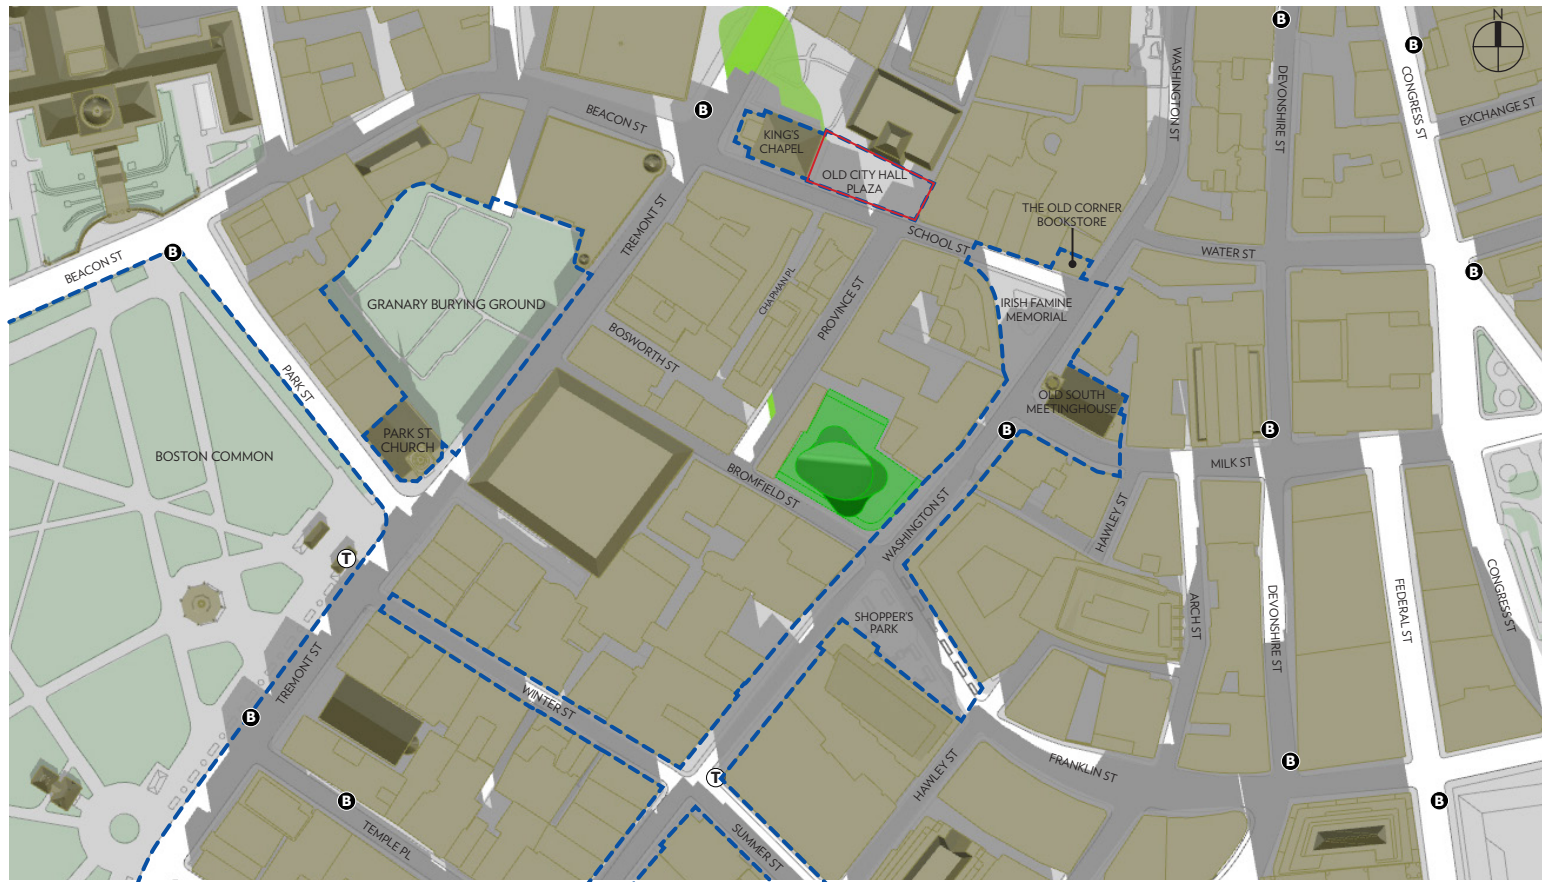 N
B
B
B
WASHINGTON ST
DEVONSHIRE ST
CONGRESS ST
EXCHANGE ST
BEACON ST
KING'S
CHAPEL
OLD CITY HALL
PLAZA
TREMONT ST
THE OLD CORNER
BOOKSTORE
SCHOOL ST
WATER ST
B
B
BEACON ST
CHAPMAN PL
PROVINCE ST
GRANARY BURYING GROUND
IRISH FAMINE
MEMORIAL
BOSWORTH ST
PARK ST
OLD SOUTH
MEETINGHOUSE
PARK ST
CHURCH
B
B
BOSTON COMMON
MILK ST
BROMFIELD ST
WASHINGTON ST
HAWLEY ST
T
SHOPPER'S
PARK
ARCH ST
DEVONSHIRE ST
FEDERAL ST
CONGRESS ST
TREMONT ST
WINTER ST
B
HAWLEY ST
FRANKLIN ST
B
T
B
B
TEMPLE PL
SUMMER ST